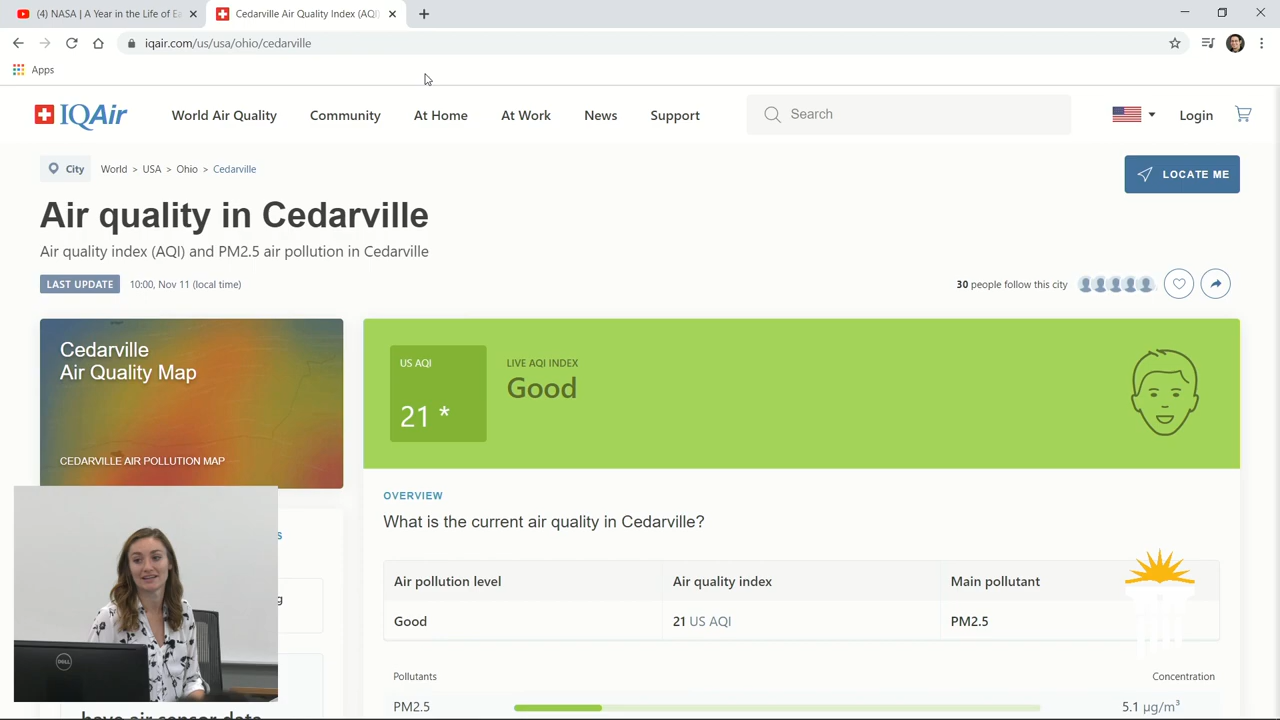 (4) NASA | A Year in the Life of Ea
Cedarville Air Quality Index (AQI)
iqair.com/us/usa/ohio/cedarville
Apps
IQAir
World Air Quality
Community
At Home
At Work
News
Support
Search
Login
City
World > USA > Ohio > Cedarville
LOCATE ME
Air quality in Cedarville
Air quality index (AQI) and PM2.5 air pollution in Cedarville
LAST UPDATE 10:00, Nov 11 (local time)
30 people follow this city
Cedarville
Air Quality Map
CEDARVILLE AIR POLLUTION MAP
US AQI
21 *
LIVE AQI INDEX
Good
OVERVIEW
What is the current air quality in Cedarville?
Air pollution level Air quality index Main pollutant
Good 21 US AQI PM2.5
Pollutants Concentration
PM2.5 5.1 µg/m³
DELL
have air sensor data